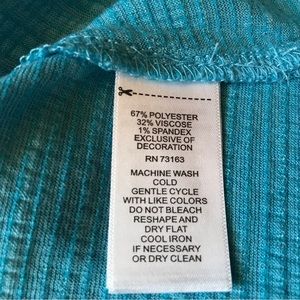 67% POLYESTER
32% VISCOSE
1% SPANDEX
EXCLUSIVE OF
DECORATION
RN 73163
MACHINE WASH
COLD
GENTLE CYCLE
WITH LIKE COLORS
DO NOT BLEACH
RESHAPE AND
DRY FLAT
COOL IRON
IF NECESSARY
OR DRY CLEAN